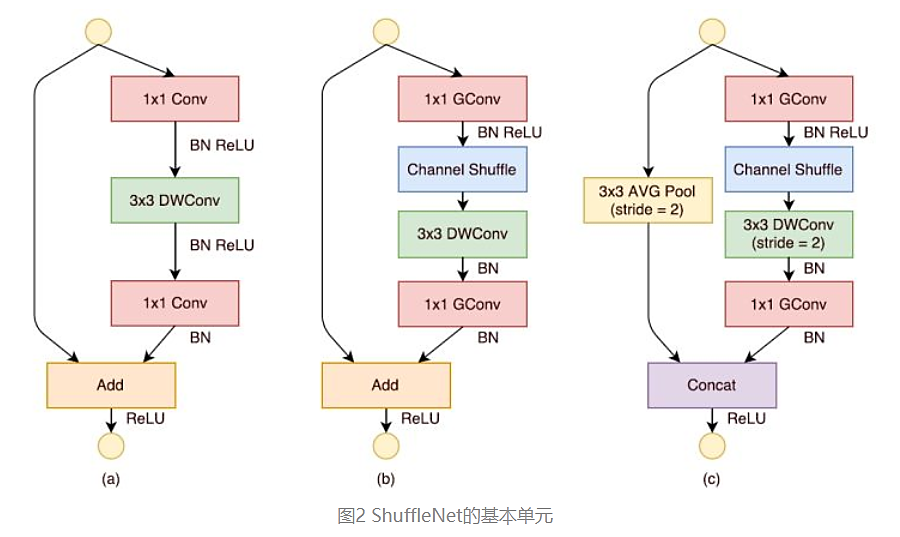 1x1 Conv
BN ReLU
3x3 DWConv
BN ReLU
1x1 Conv
BN
Add
ReLU
(a)
1x1 GConv
BN ReLU
Channel Shuffle
3x3 DWConv
BN
1x1 GConv
BN
Add
ReLU
(b)
3x3 AVG Pool
(stride = 2)
1x1 GConv
BN ReLU
Channel Shuffle
3x3 DWConv
(stride = 2)
BN
1x1 GConv
BN
Concat
ReLU
(c)
图2 ShuffleNet的基本单元